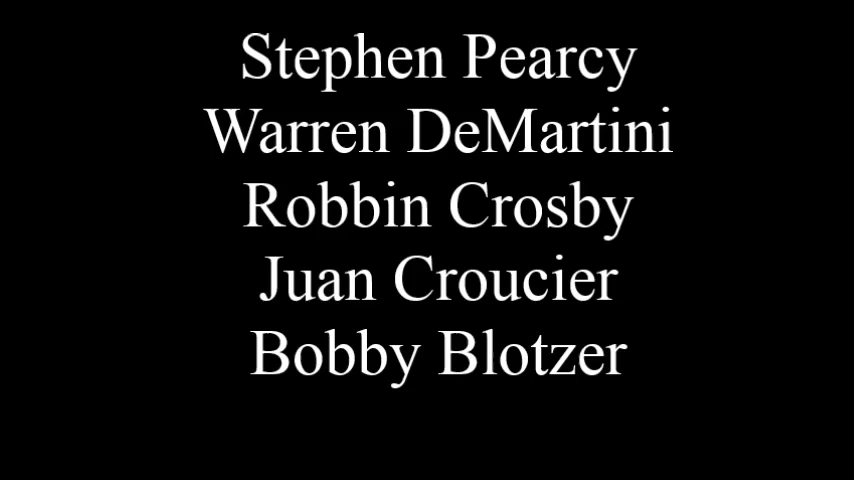 Stephen Pearcy
Warren DeMartini
Robbin Crosby
Juan Croucier
Bobby Blotzer